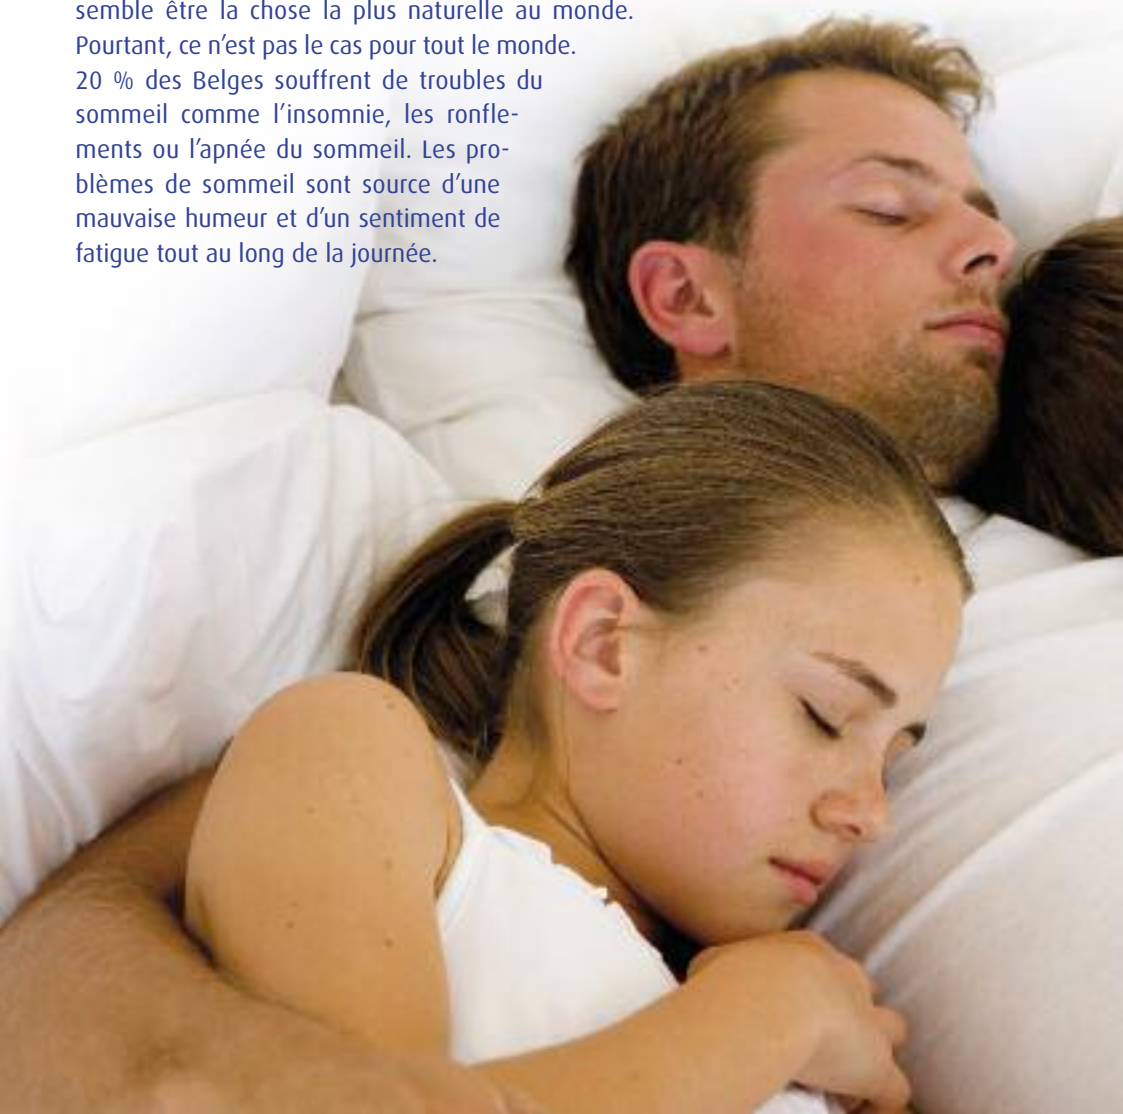 semble être la chose la plus naturelle au monde.
Pourtant, ce n’est pas le cas pour tout le monde.
20 % des Belges souffrent de troubles du
sommeil comme l’insomnie, les ronfle-
ments ou l’apnée du sommeil. Les pro-
blèmes de sommeil sont source d’une
mauvaise humeur et d’un sentiment de
fatigue tout au long de la journée.